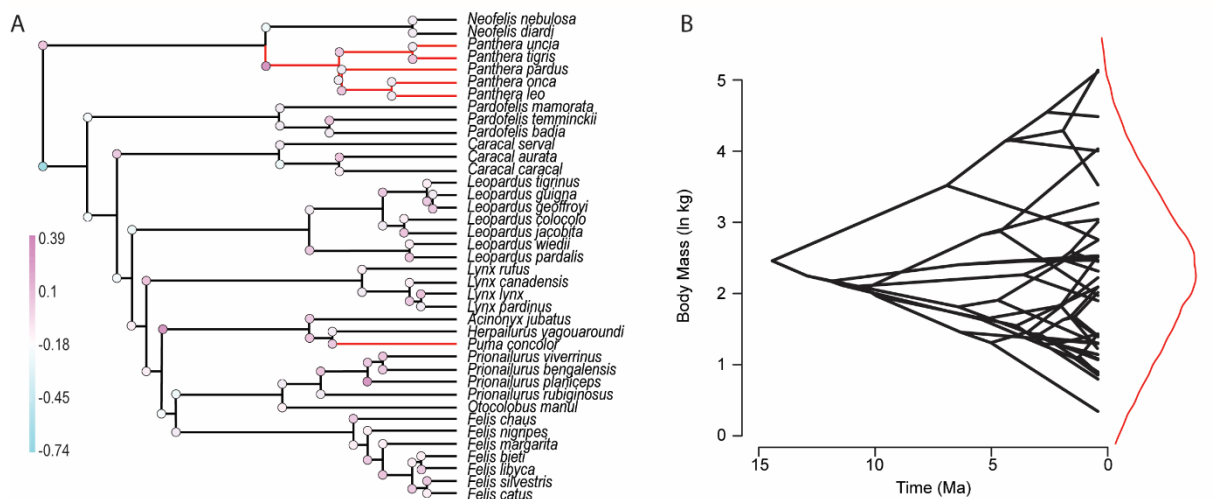 A
Neofelis nebulosa
Neofelis diardi
Panthera uncia
Panthera tigris
Panthera pardus
Panthera onca
Panthera leo
Pardofelis mamorata
Pardofelis temminckii
Pardofelis badia
Caracal serval
Caracal aurata
Caracal caracal
Leopardus tigrinus
Leopardus guigna
Leopardus geoffroyi
Leopardus colocolo
Leopardus jacobita
Leopardus wiedii
Leopardus pardalis
Lynx rufus
Lynx canadensis
Lynx lynx
Lynx pardinus
Acinonyx jubatus
Herpailurus yagouaroundi
Puma concolor
Prionailurus viverrinus
Prionailurus bengalensis
Prionailurus planiceps
Prionailurus rubiginosus
Otocolobus manul
Felis chaus
Felis nigripes
Felis margarita
Felis bieti
Felis libyca
Felis silvestris
Felis catus
0.39
0.1
-0.18
-0.45
-0.74
B
Body Mass (ln kg)
5
4
3
2
1
0
15
10
5
0
Time (Ma)